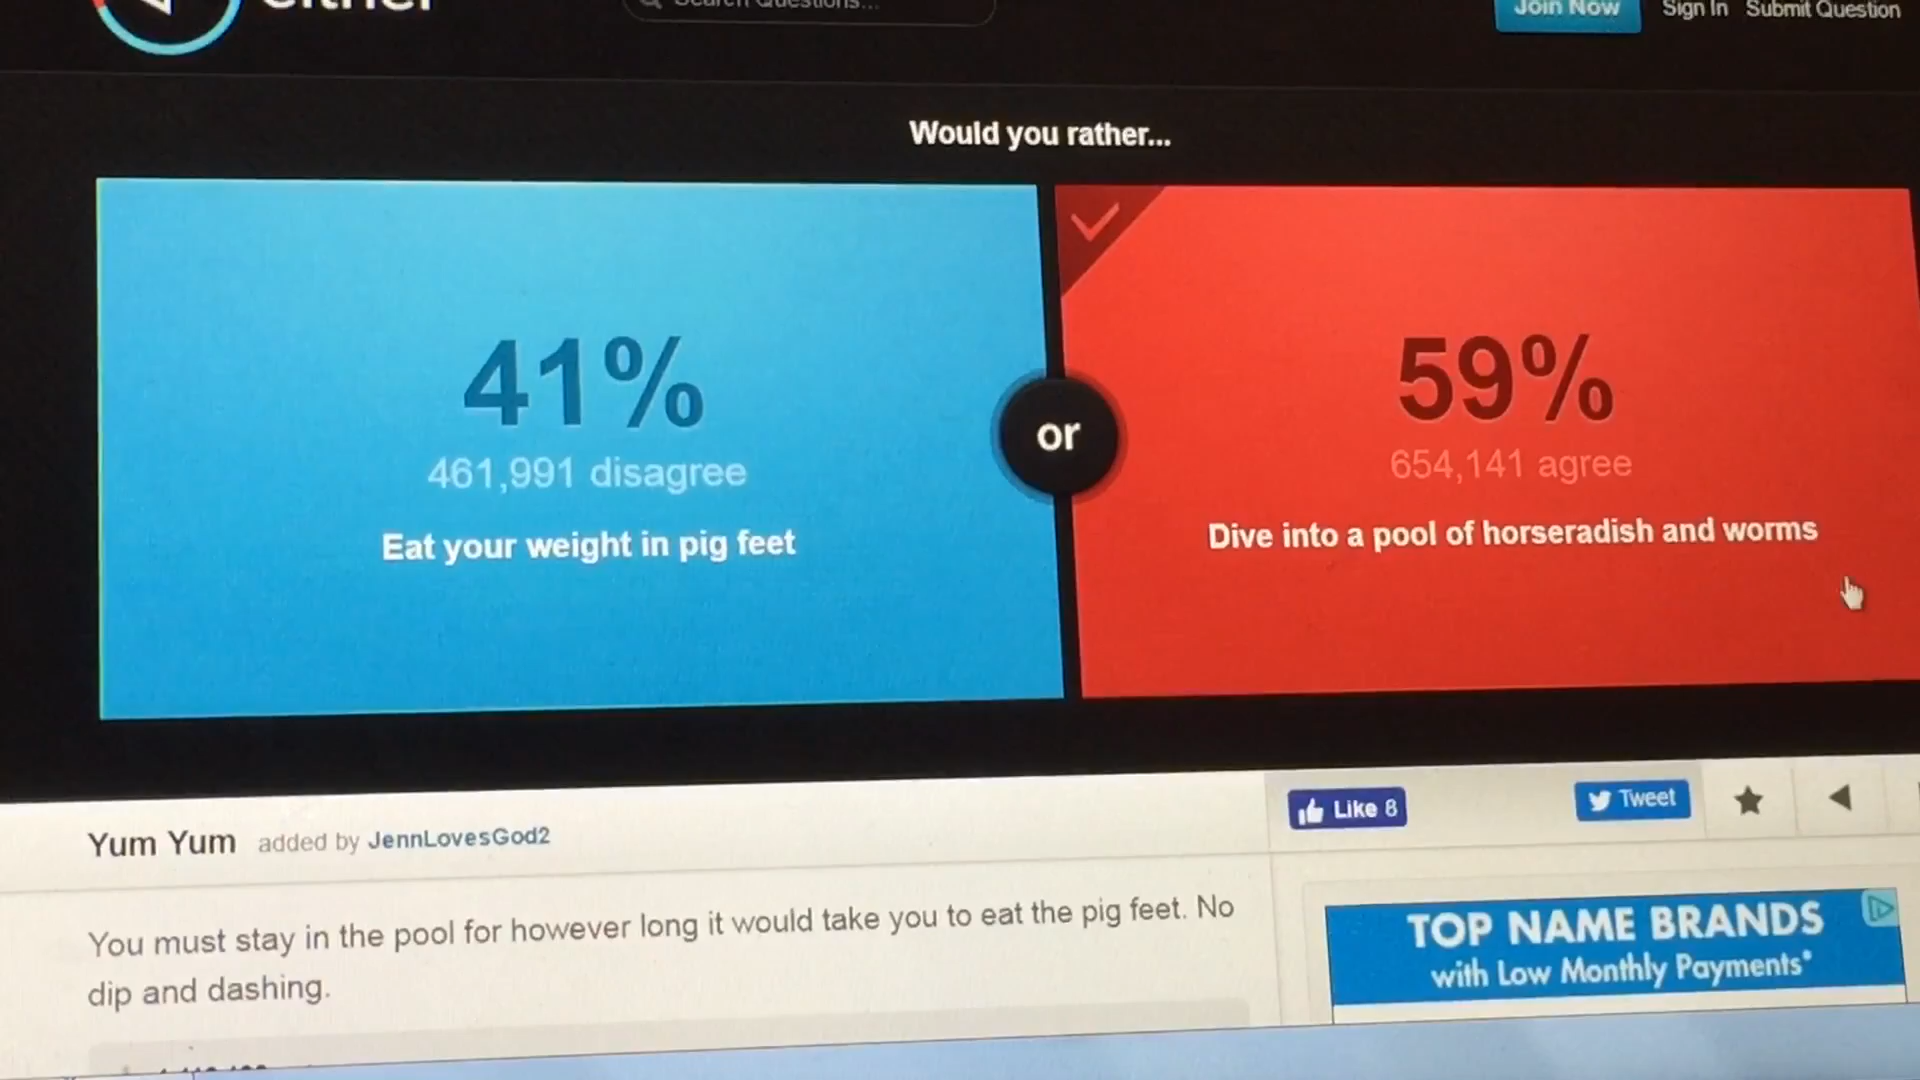 either
Search Questions...
Join Now
Sign In
Submit Question
Would you rather...
41%
461,991 disagree
Eat your weight in pig feet
or
59%
654,141 agree
Dive into a pool of horseradish and worms
Yum Yum added by JennLovesGod2
Like 8
Tweet
You must stay in the pool for however long it would take you to eat the pig feet. No
dip and dashing.
TOP NAME BRANDS
with Low Monthly Payments*